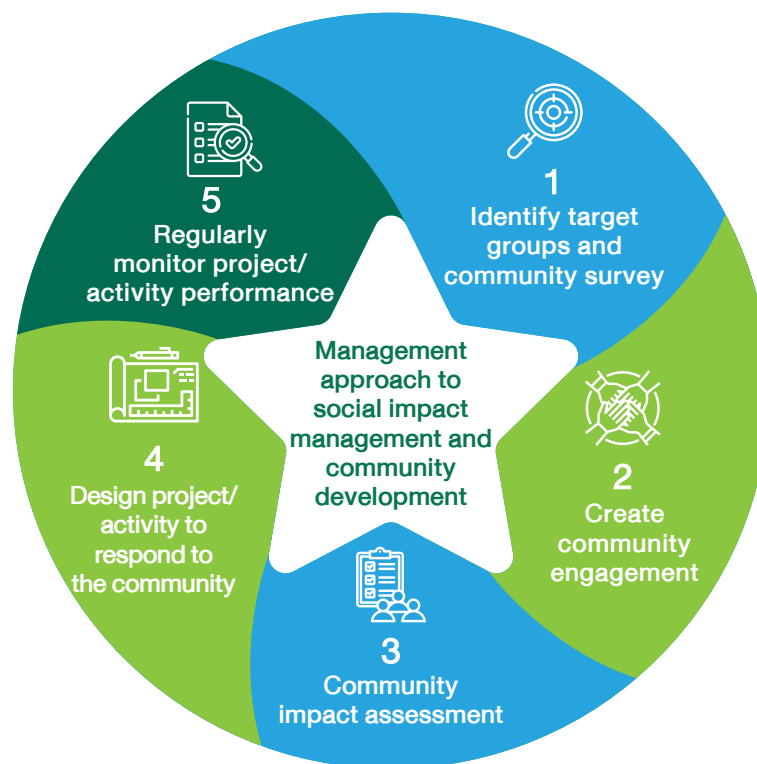 Management
approach to
social impact
management and
community
development
1
Identify target
groups and
community survey
2
Create
community
engagement
3
Community
impact assessment
4
Design project/
activity to
respond to
the community
5
Regularly
monitor project/
activity performance